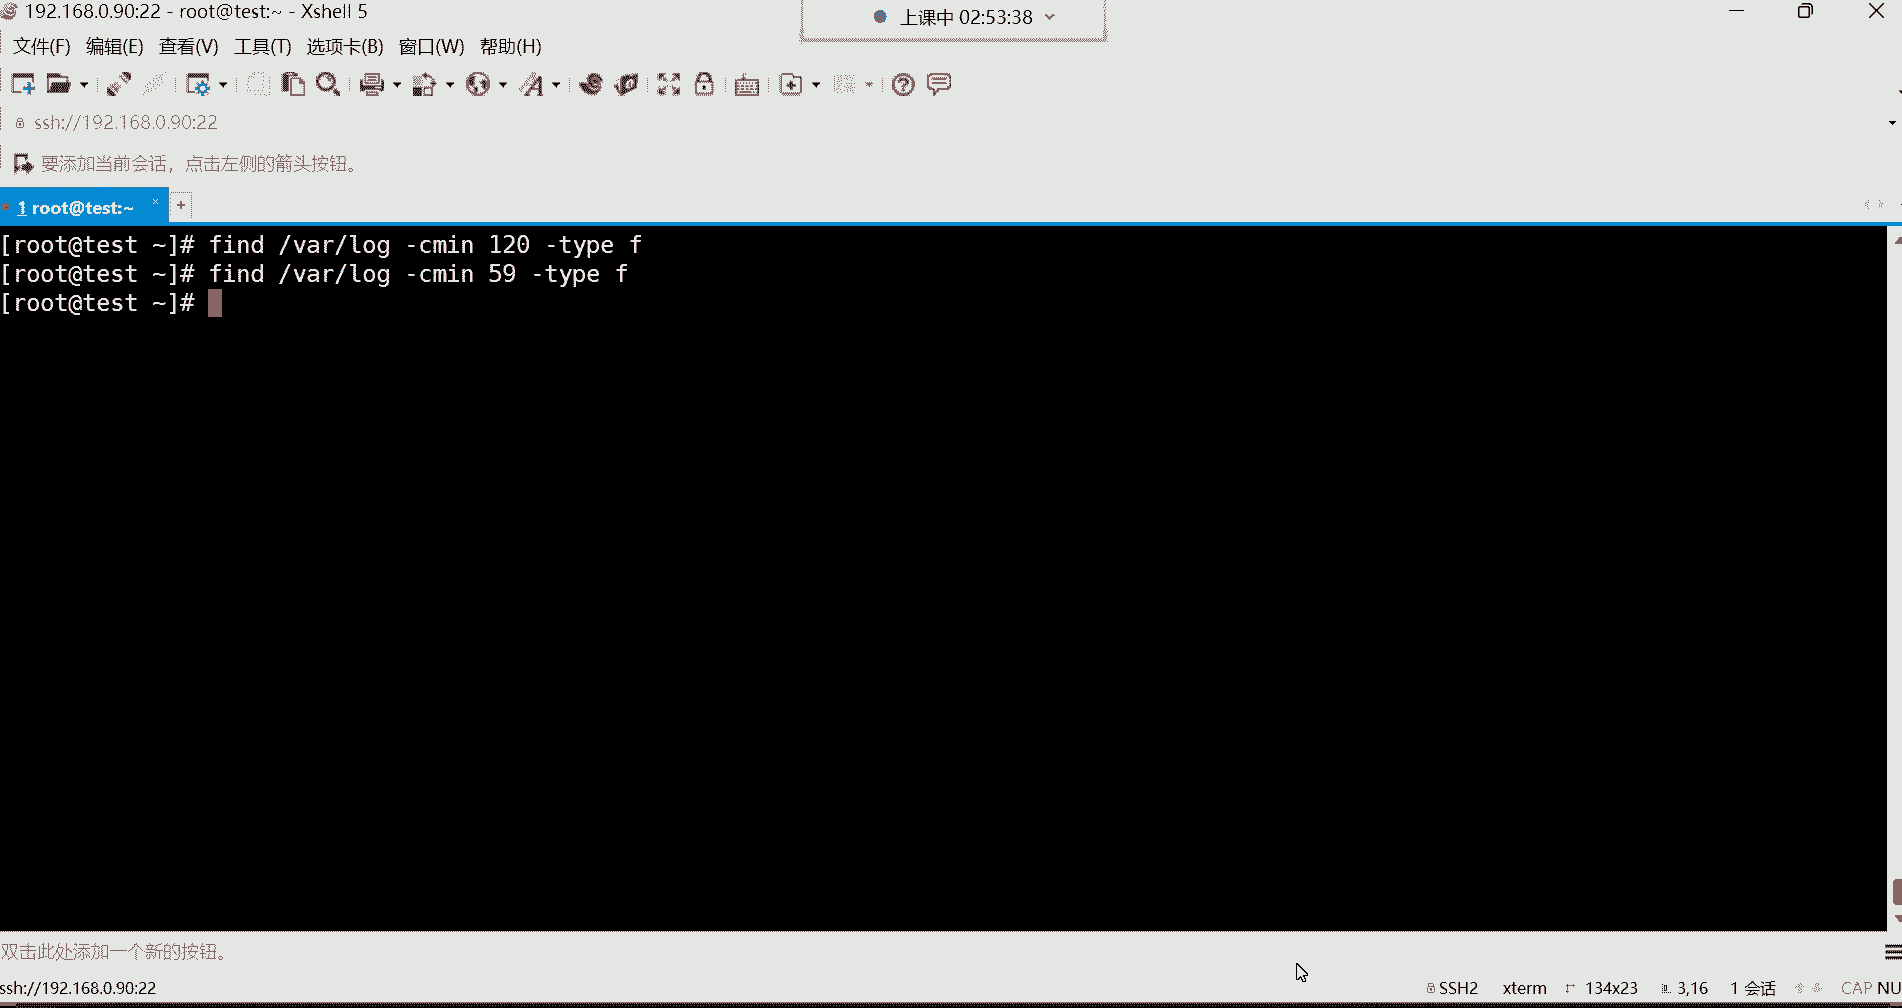 192.168.0.90:22 - root@test:~ - Xshell 5
上课中 02:53:38
文件(F) 编辑(E) 查看(V) 工具(T) 选项卡(B) 窗口(W) 帮助(H)
ssh://192.168.0.90:22
要添加当前会话，点击左侧的箭头按钮。
1 root@test:~ × +
[root@test ~]# find /var/log -cmin 120 -type f
[root@test ~]# find /var/log -cmin 59 -type f
[root@test ~]#
双击此处添加一个新的按钮。
ssh://192.168.0.90:22 SSH2 xterm 134x23 3,16 1 会话 CAP NU